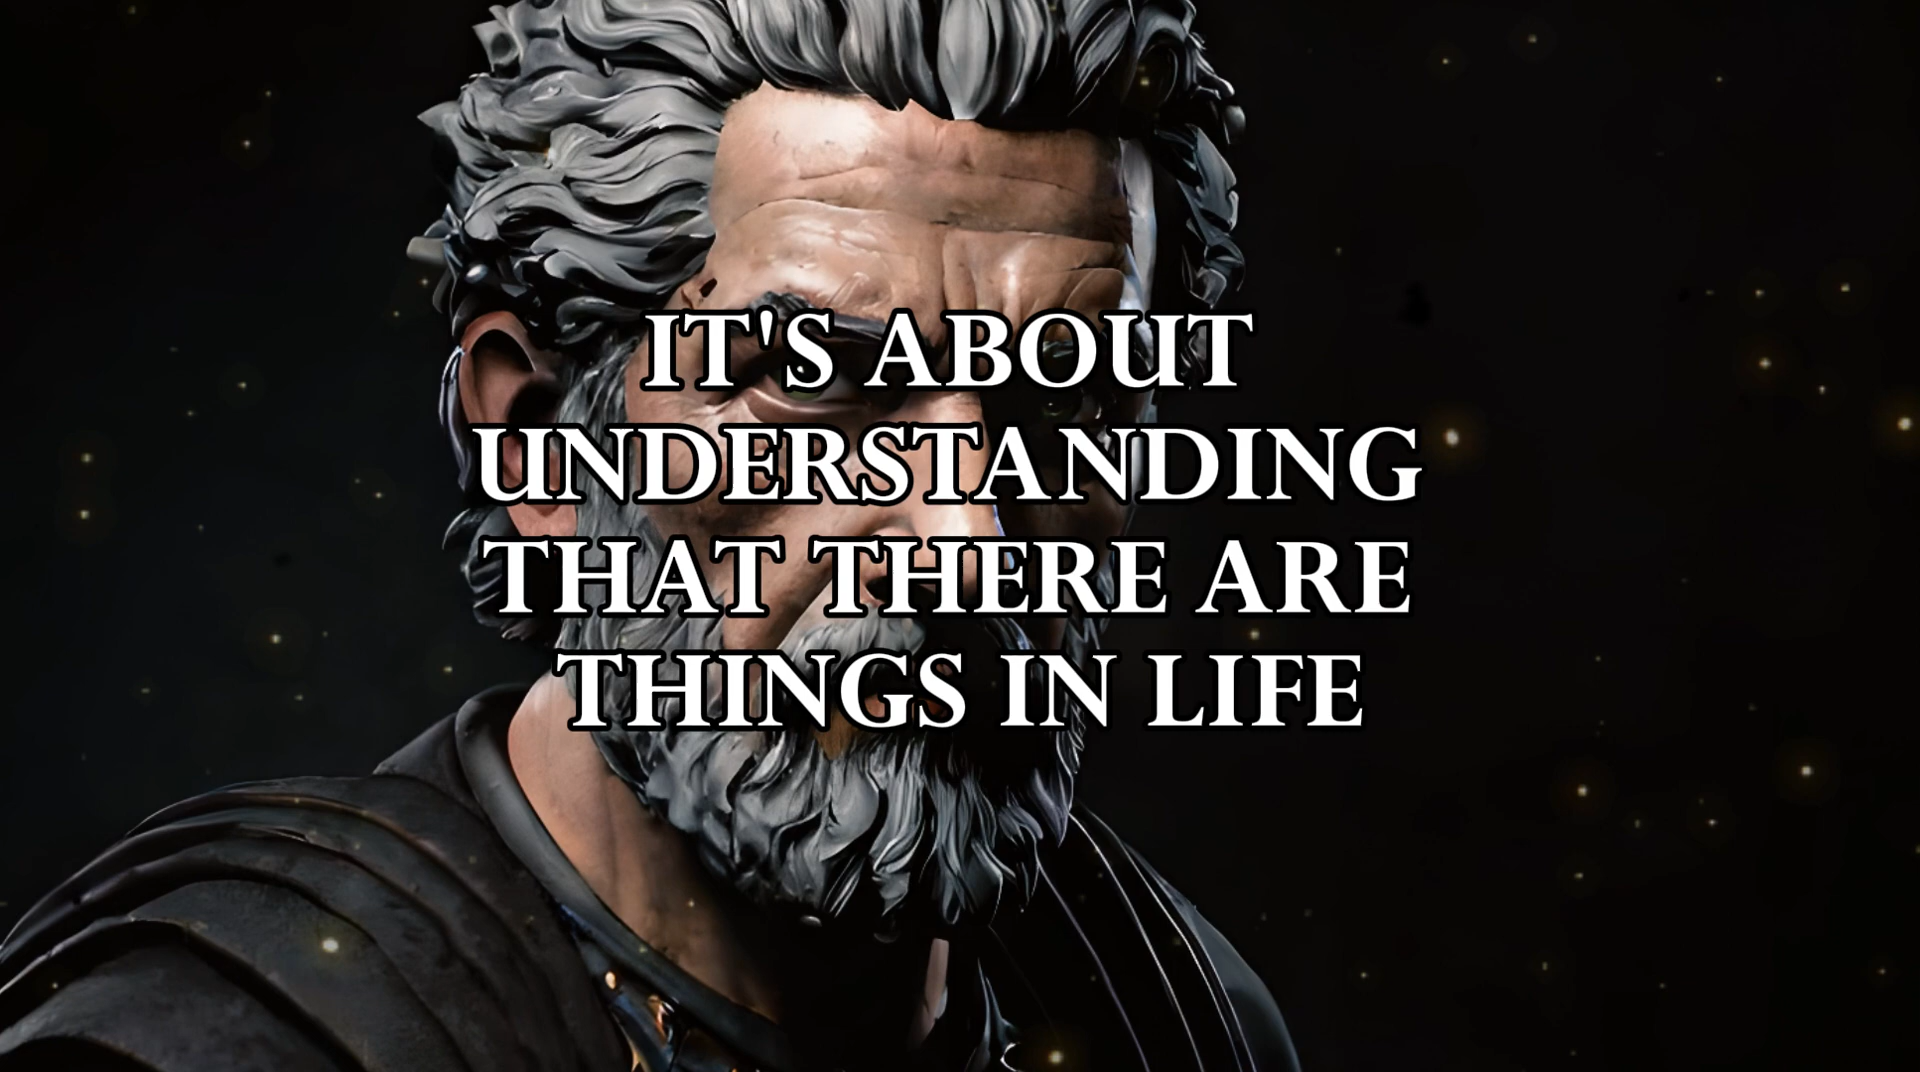 IT'S ABOUT
UNDERSTANDING
THAT THERE ARE
THINGS IN LIFE